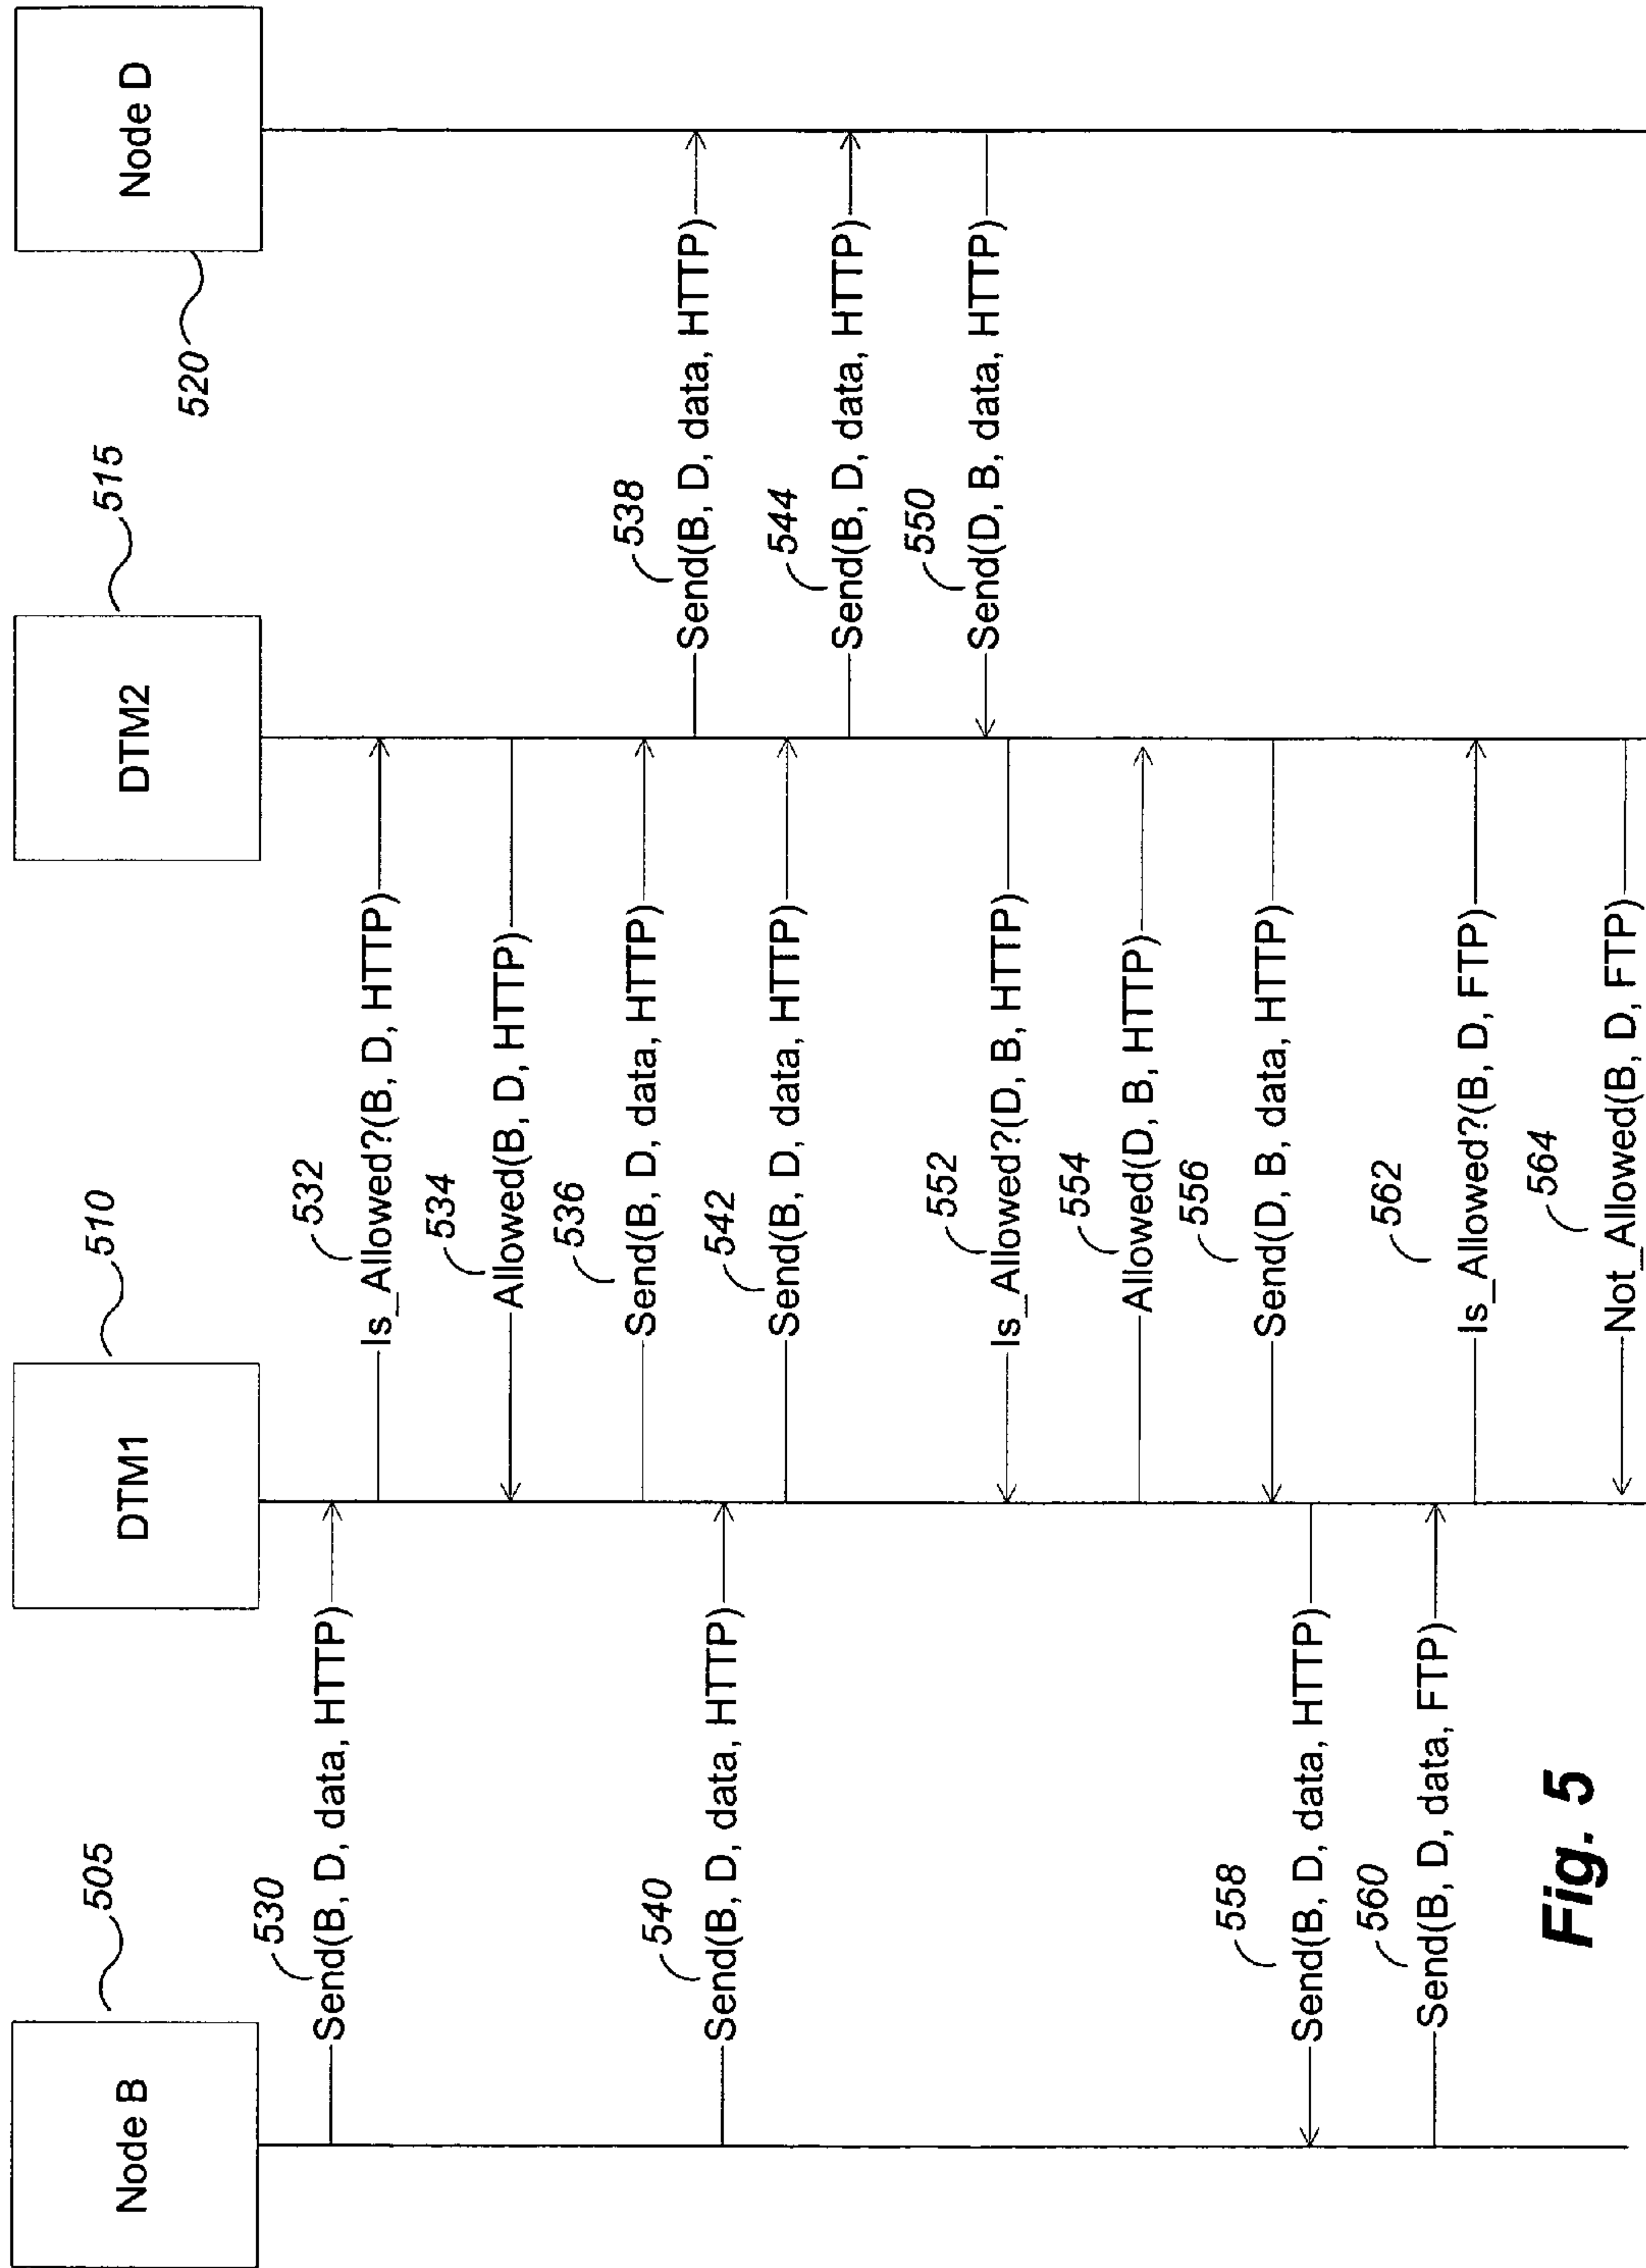 Node B
505
DTM1
510
DTM2
515
Node D
520
530
Send(B, D, data, HTTP)
532
Is_Allowed?(B, D, HTTP)
534
Allowed(B, D, HTTP)
536
Send(B, D, data, HTTP)
538
Send(B, D, data, HTTP)
540
Send(B, D, data, HTTP)
542
Send(B, D, data, HTTP)
544
Send(B, D, data, HTTP)
550
Send(D, B, data, HTTP)
552
Is_Allowed?(D, B, HTTP)
554
Allowed(D, B, HTTP)
556
Send(D, B, data, HTTP)
558
Send(B, D, data, HTTP)
560
Send(B, D, data, FTP)
562
Is_Allowed?(B, D, FTP)
564
Not_Allowed(B, D, FTP)
Fig. 5